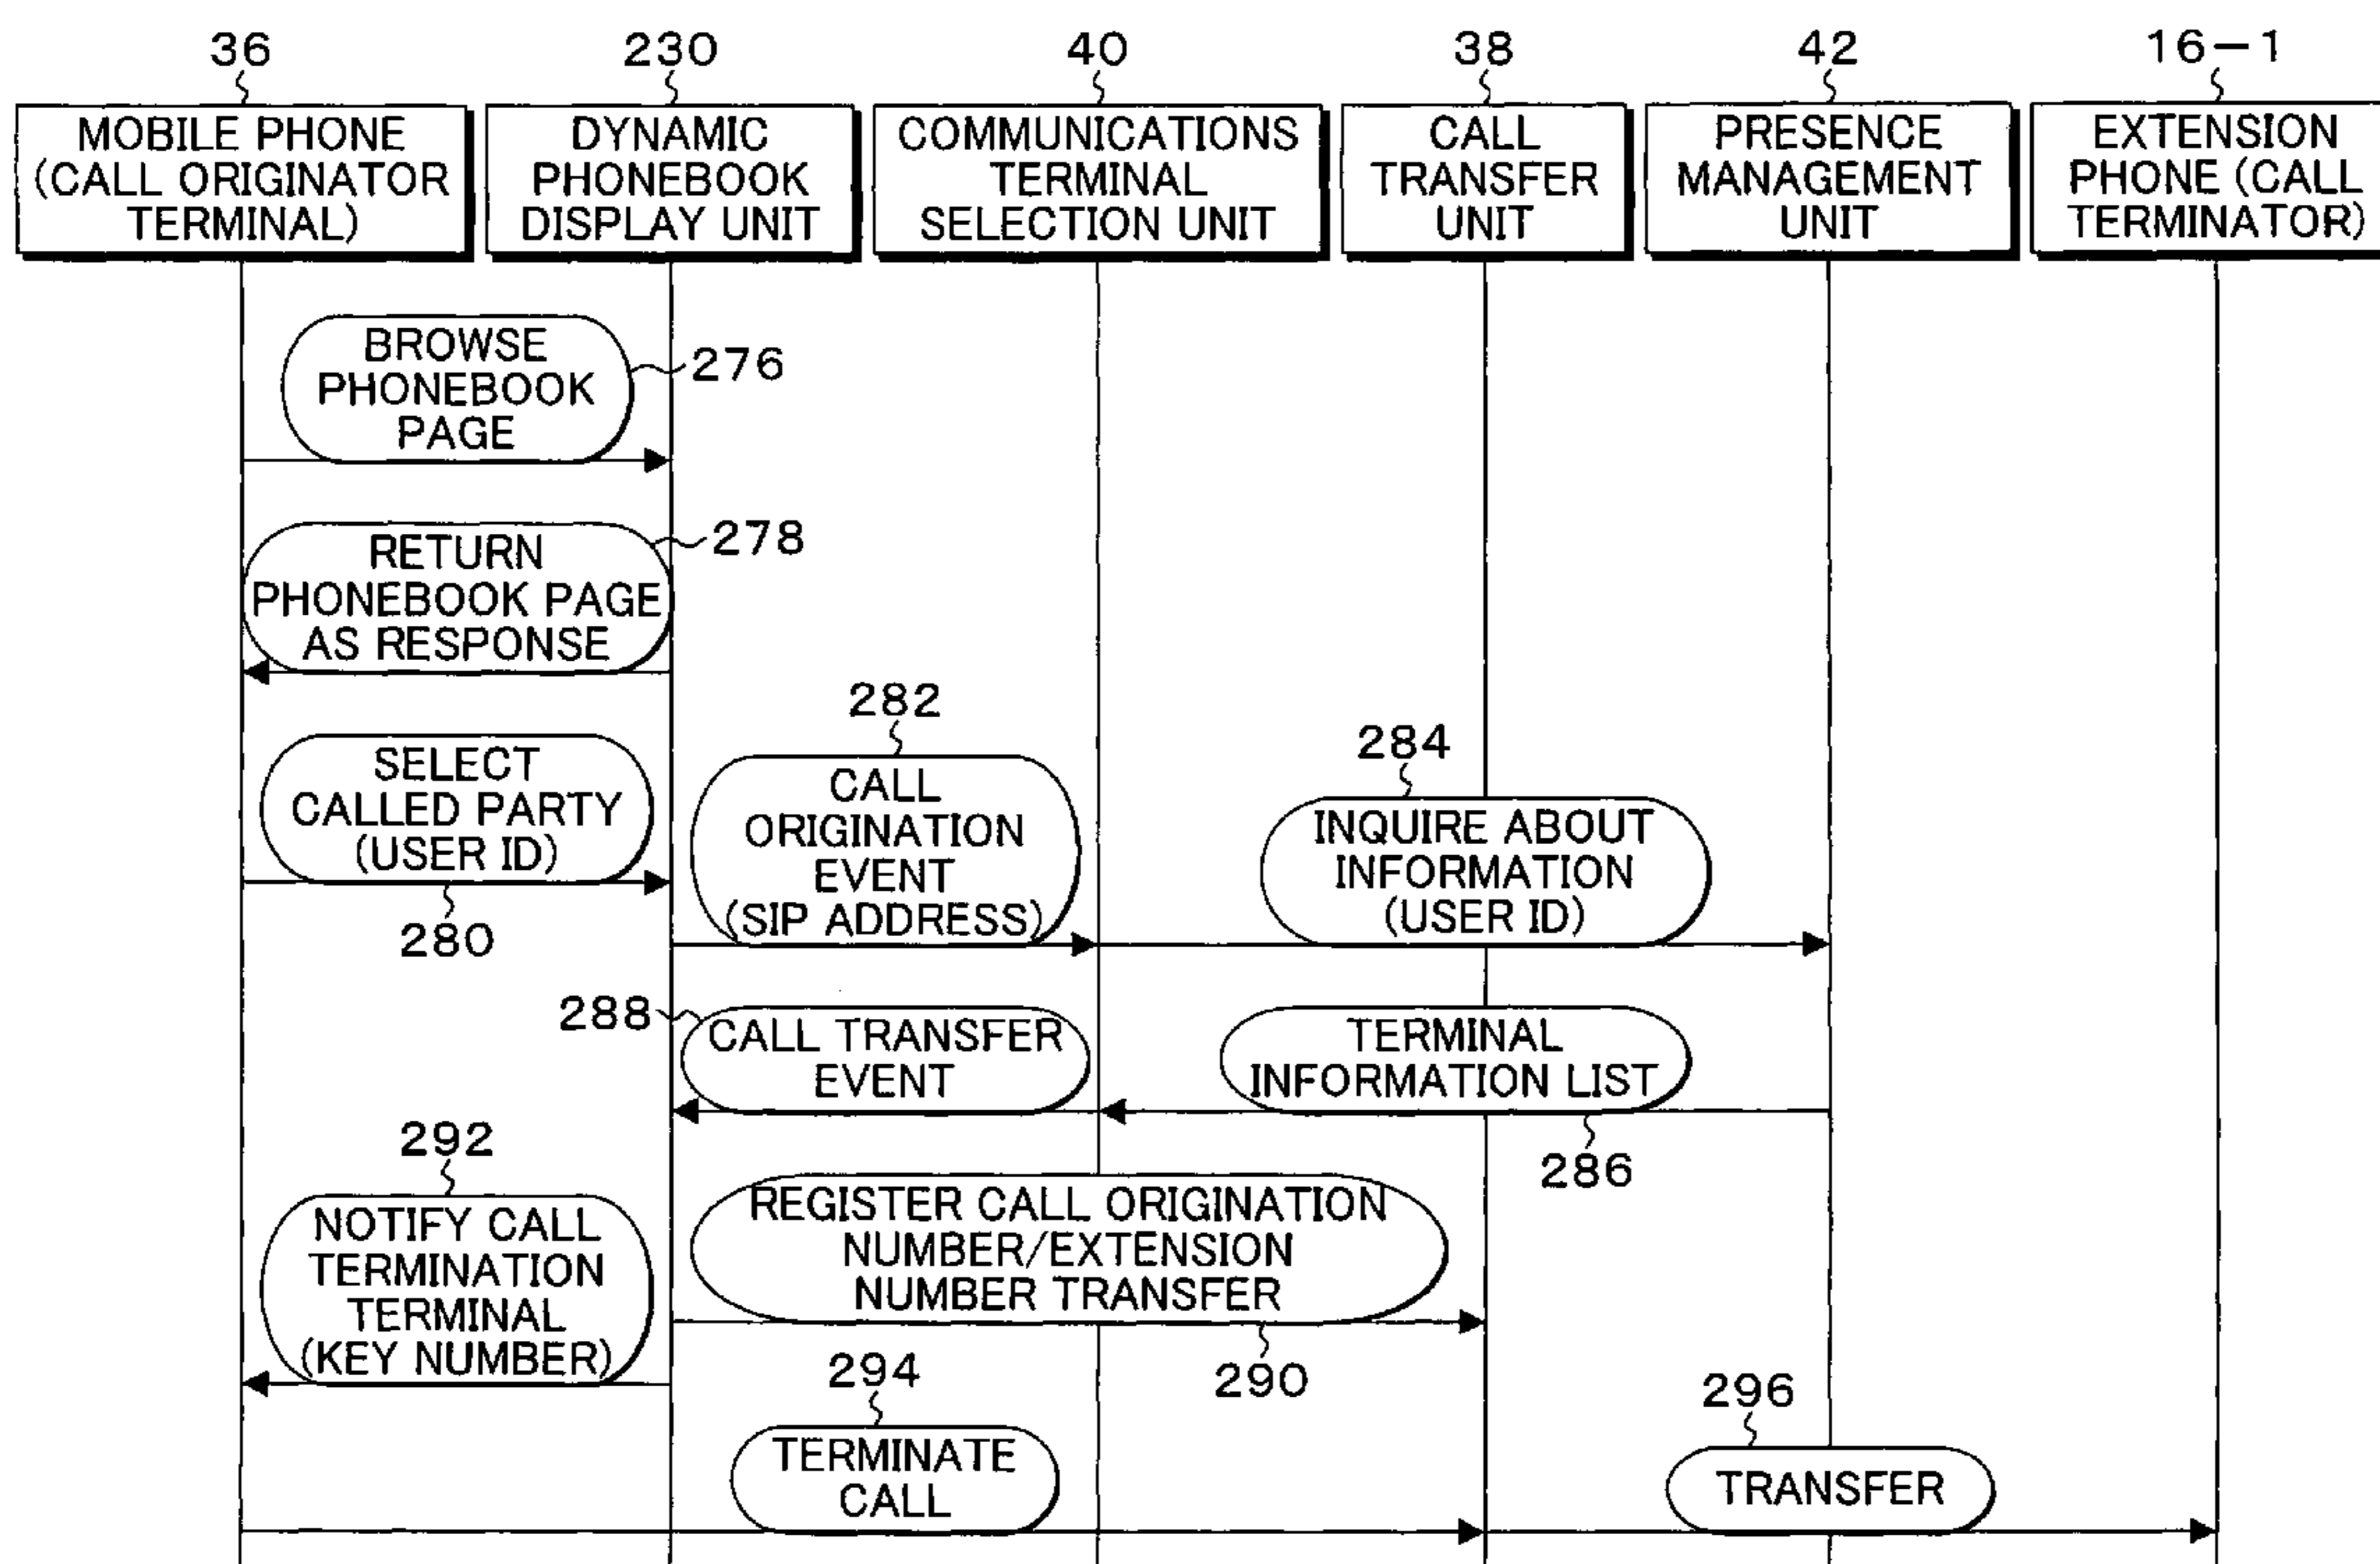 36
230
40
38
42
16-1
MOBILE PHONE
(CALL ORIGINATOR
TERMINAL)
DYNAMIC
PHONEBOOK
DISPLAY UNIT
COMMUNICATIONS
TERMINAL
SELECTION UNIT
CALL
TRANSFER
UNIT
PRESENCE
MANAGEMENT
UNIT
EXTENSION
PHONE (CALL
TERMINATOR)
BROWSE
PHONEBOOK
PAGE
276
RETURN
PHONEBOOK PAGE
AS RESPONSE
278
SELECT
CALLED PARTY
(USER ID)
280
282
CALL
ORIGINATION
EVENT
(SIP ADDRESS)
284
INQUIRE ABOUT
INFORMATION
(USER ID)
288
CALL TRANSFER
EVENT
TERMINAL
INFORMATION LIST
286
292
NOTIFY CALL
TERMINATION
TERMINAL
(KEY NUMBER)
REGISTER CALL ORIGINATION
NUMBER/EXTENSION
NUMBER TRANSFER
290
294
TERMINATE
CALL
296
TRANSFER